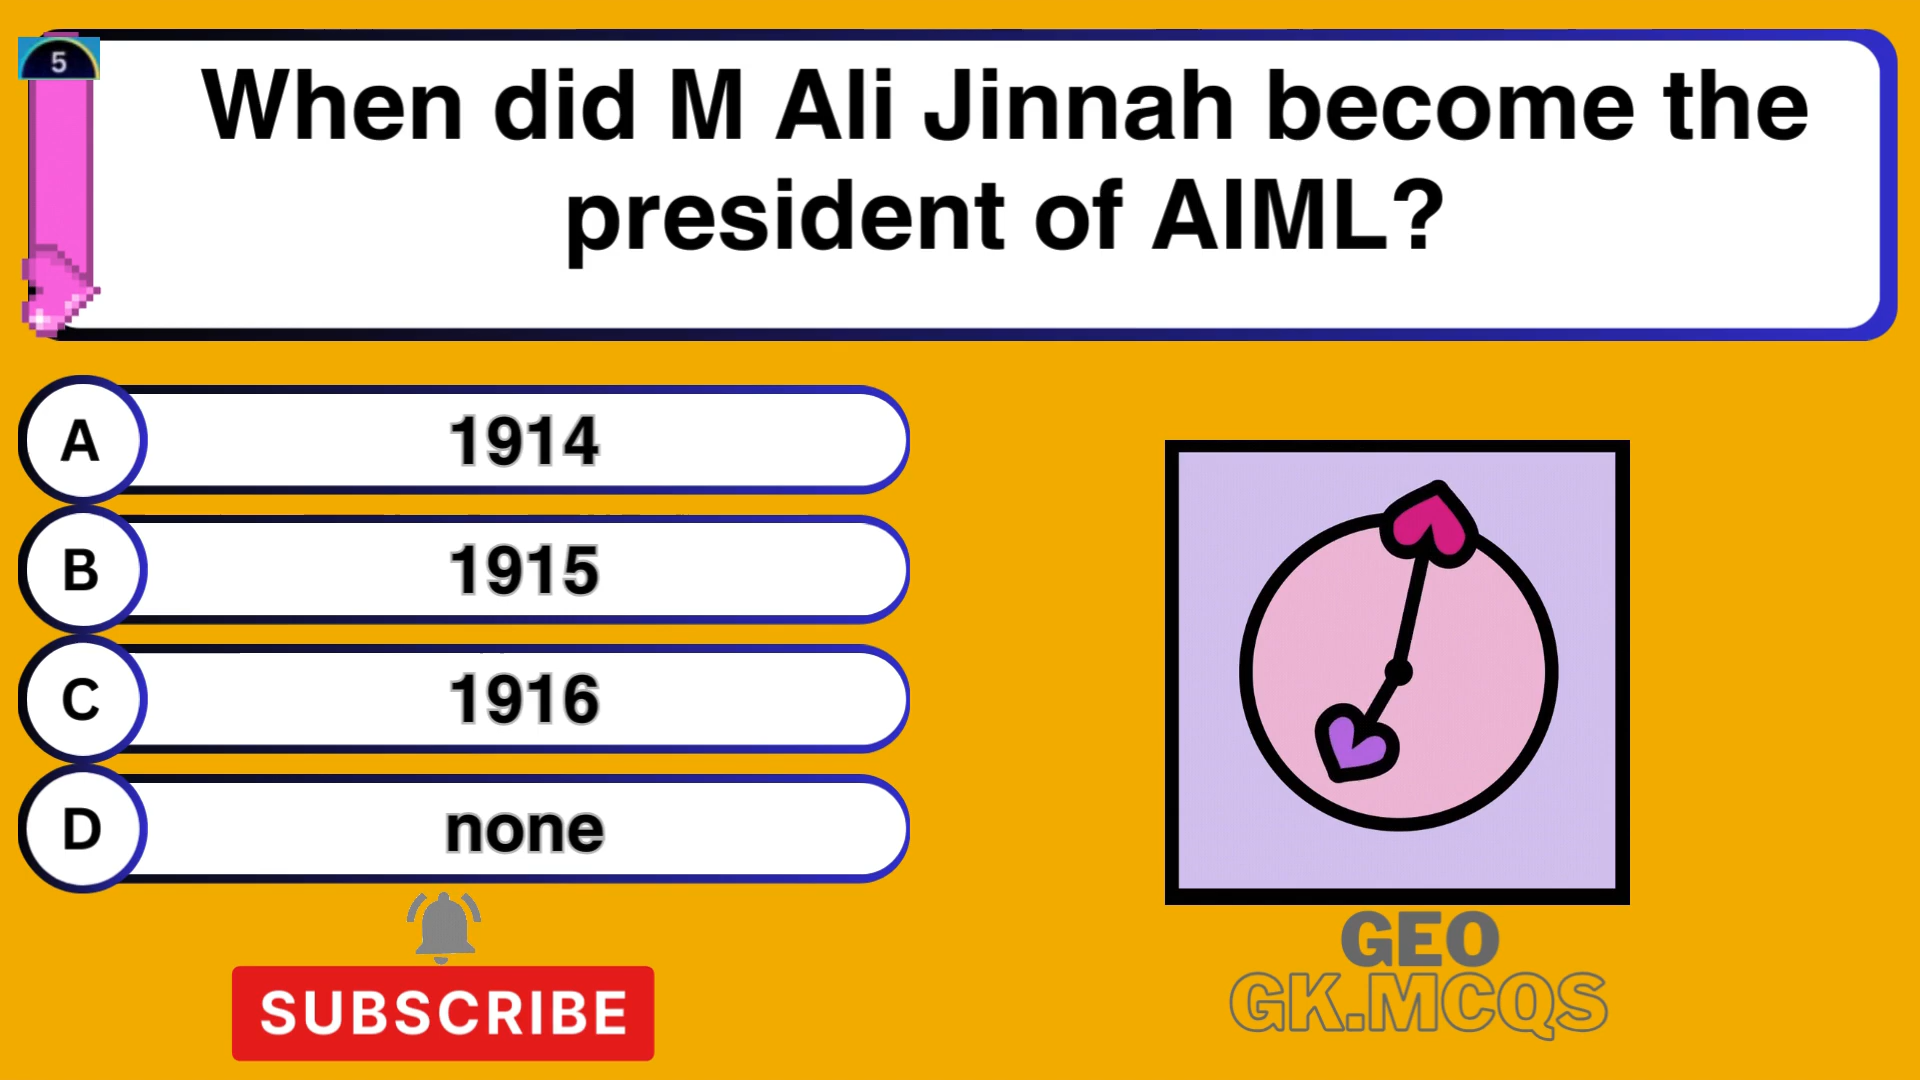 5
When did M Ali Jinnah become the
president of AIML?
A
1914
B
1915
C
1916
D
none
SUBSCRIBE
GEO
GK.MCQS